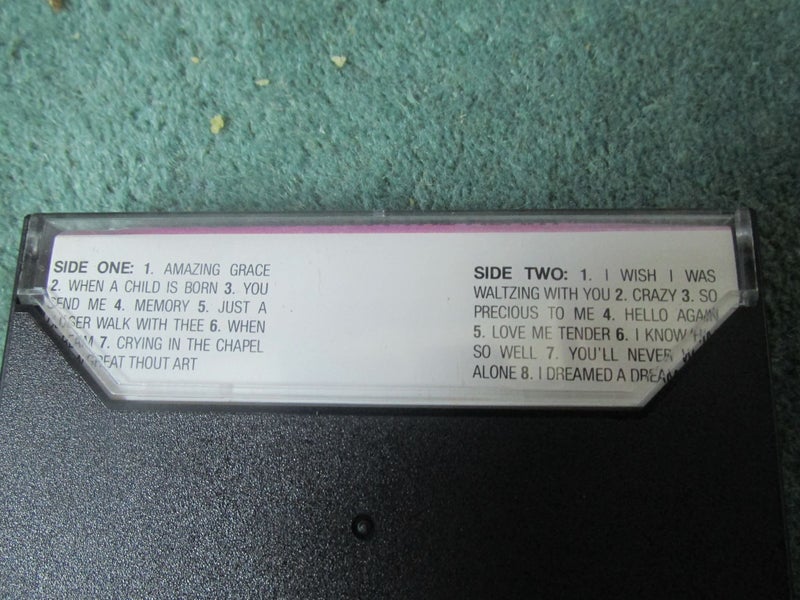 SIDE ONE: 1. AMAZING GRACE
2. WHEN A CHILD IS BORN 3. YOU
ME 4. MEMORY 5. JUST A
WALK WITH THEE 6. WHEN
7. CRYING IN THE CHAPEL
GREAT THOUT ART
SIDE TWO: 1. I WISH I WAS
WALTZING WITH YOU 2. CRAZY 3. SO
PRECIOUS TO ME 4. HELLO AGAIN
5. LOVE ME TENDER 6. I KNOW
SO WELL 7. YOU'LL NEVER
ALONE 8. I DREAMED A DREAM